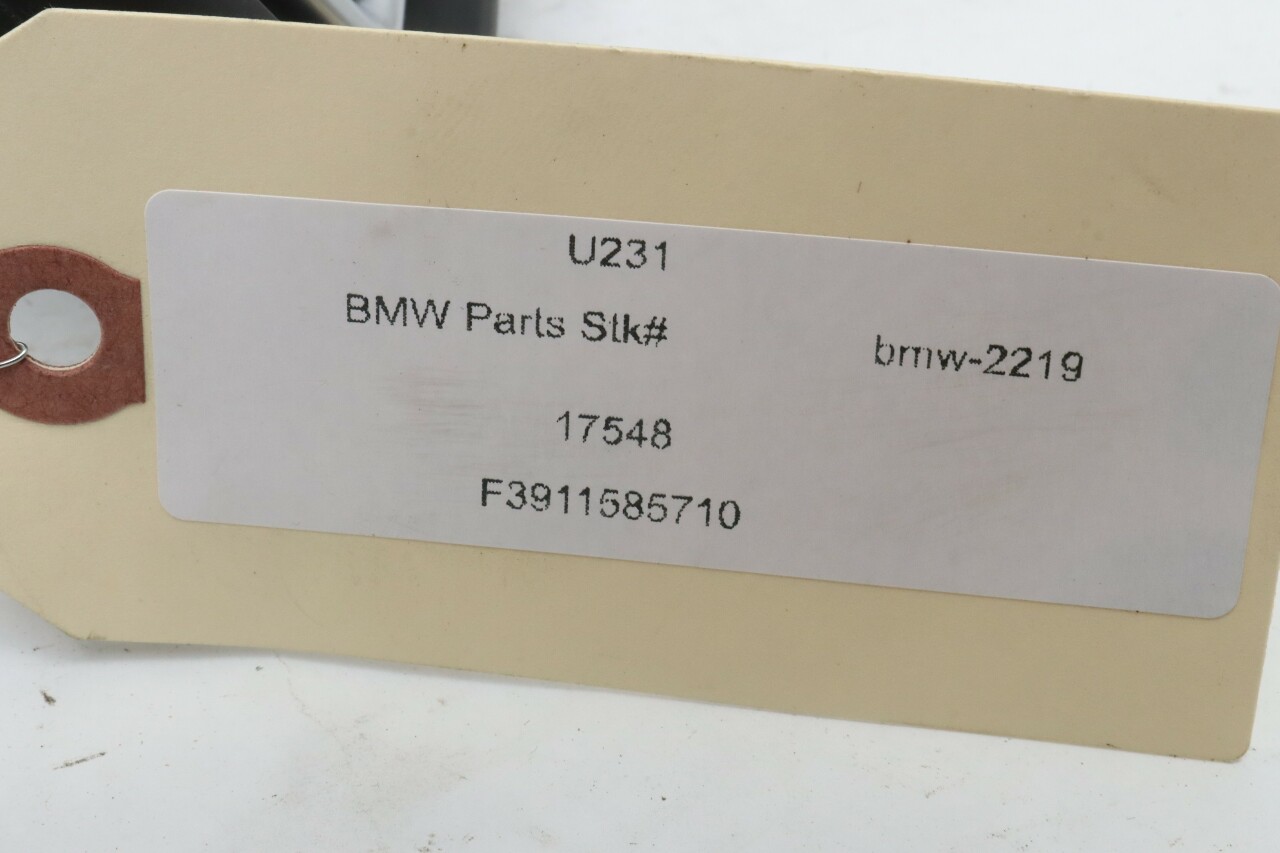 U231
BMW Parts Stk# bmw-2219
17548
F3911585710